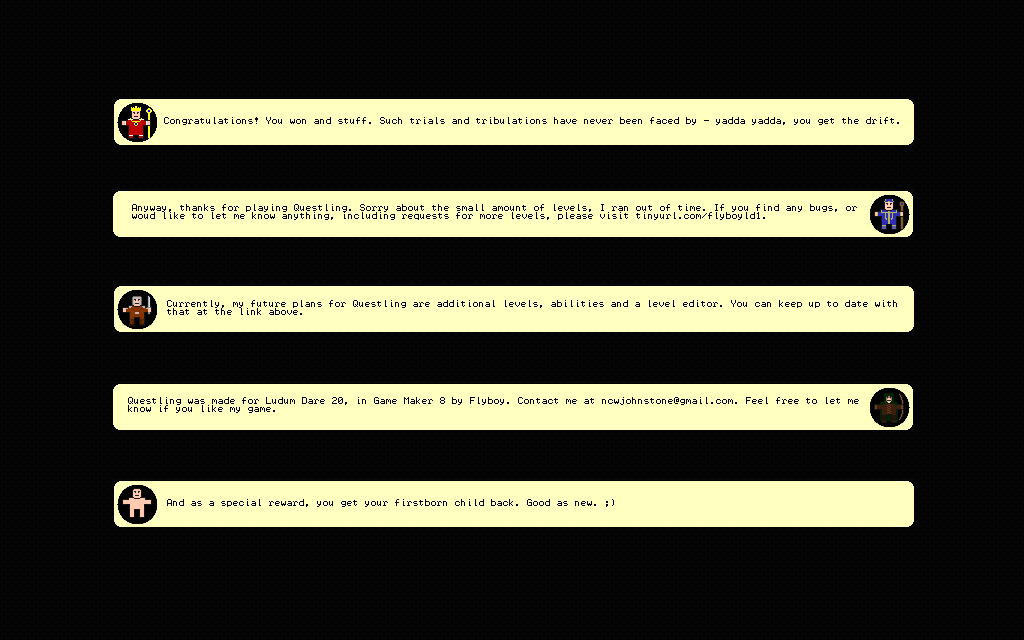 Congratulations! You won and stuff. Such trials and tribulations have never been faced by - yadda yadda, you get the drift.
Anyway, thanks for playing Questling. Sorry about the small amount of levels, I ran out of time. If you find any bugs, or
woud like to let me know anything, including requests for more levels, please visit tinyurl.com/flyboyld1.
Currently, my future plans for Questling are additional levels, abilities and a level editor. You can keep up to date with
that at the link above.
Questling was made for Ludum Dare 20, in Game Maker 8 by Flyboy. Contact me at ncwjohnstone@gmail.com. Feel free to let me
know if you like my game.
And as a special reward, you get your firstborn child back. Good as new. ;)